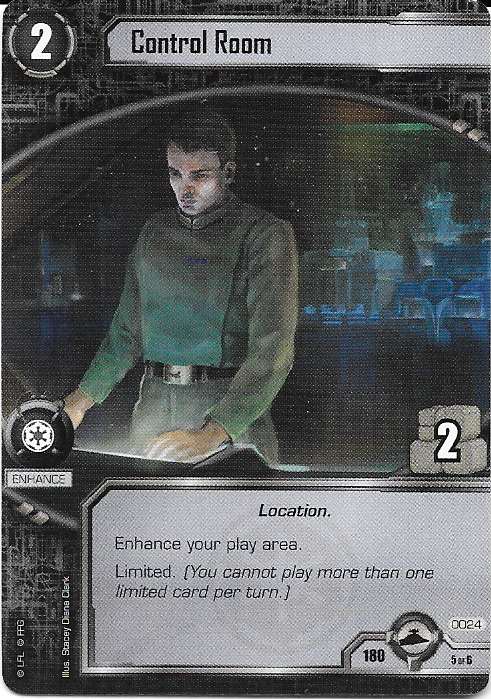 2
Control Room
2
ENHANCE
Location.
Enhance your play area.
Limited. (You cannot play more than one
limited card per turn.)
0024
180
5 OF 6
© LFL © FFG
Illus. Stacey Diana Clark